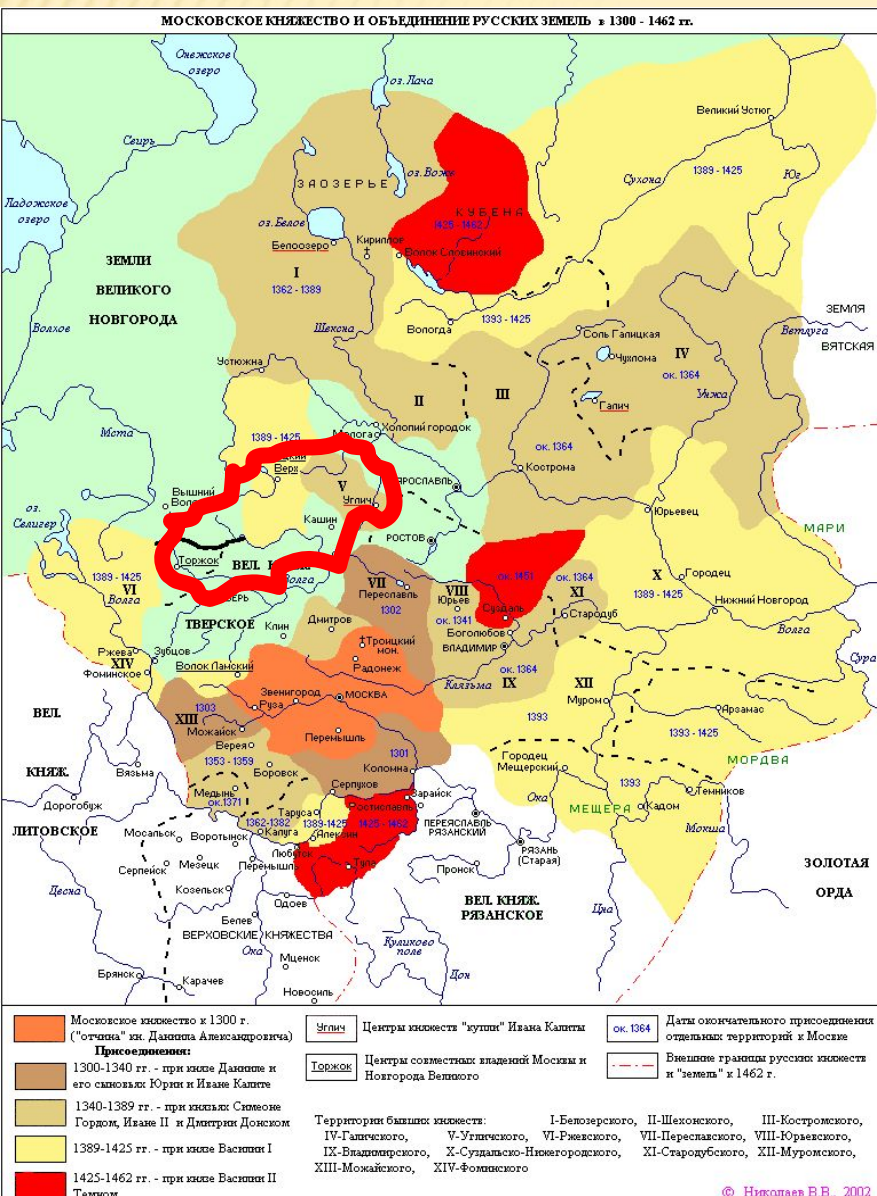 МОСКОВСКОЕ КНЯЖЕСТВО И ОБЪЕДИНЕНИЕ РУССКИХ ЗЕМЕЛЬ в 1300 - 1462 гг.
Онежское
озеро
оз. Лача
Великий Устюг
Свирь
оз. Воже
Сухона
1389 - 1425
Юг
ЗАОЗЕРЬЕ
Ладожское
озеро
КУБЕНА
1425 - 1462
оз. Белое
Белоозеро
Кириллов
Волок Словинский
ЗЕМЛИ
ВЕЛИКОГО
НОВГОРОДА
I
1362 - 1389
ЗЕМЛЯ
ВЯТСКАЯ
Волхов
Шексна
Вологда
1393 - 1425
Соль Галицкая
Ветлуга
Чухлома
IV
ок. 1364
Устюжна
II
III
Галич
Унжа
Молога
Холопий городок
Мста
1389 - 1425
ок. 1364
Кострома
Верх
V
Углич
ЯРОСЛАВЛЬ
Вышний
оз.
Селигер
Кашин
Юрьевец
РОСТОВ
МАРИ
Торжок
ВЕЛ.
Волга
ок. 1451
ок. 1364
X
1389 - 1425
Городец
1389 - 1425
VI
Волга
VII
Переславль
1302
VIII
Юрьев
ок. 1341
XI
Суздаль
Стародуб
Нижний Новгород
Волга
ТВЕРСКОЕ
Клин
Дмитров
Боголюбов
ВЛАДИМИР
Троицкий
мон.
Радонеж
Ржева
XIV
Фоминское
Зубцов
Волок Ламский
ок. 1364
Клязьма
IX
XII
Сура
Звенигород
Руза
МОСКВА
Муром
1303
XIII
Можайск
Перемышль
1393
Арзамас
1393 - 1425
ВЕЛ.
КНЯЖ.
ЛИТОВСКОЕ
Верея
1301
Коломна
1353 - 1359
Боровск
Вязьма
Городец
Мещерский
МОРДВА
Дорогобуж
Медынь
ок.1371
Серпухов
Зарайск
Ока
1393
Темников
МЕЩЕРА
Кадом
Таруса
Ростиславль
1362-1382
1389-1425
1425 - 1462
Калуга
Алексин
ПЕРЕЯСЛАВЛЬ
РЯЗАНСКИЙ
Мокша
Мосальск
Воротынск
Любутск
Тула
РЯЗАНЬ
(Старая)
ЗОЛОТАЯ
ОРДА
Серпейск
Мезецк
Перемышль
Пронск
Десна
Козельск
Одоев
ВЕЛ. КНЯЖ.
РЯЗАНСКОЕ
Цна
Белев
ВЕРХОВСКИЕ КНЯЖЕСТВА
Ока
Куликово
поле
Дон
Мценск
Брянск
Карачев
Новосиль
Московское княжество к 1300 г.
("отчина" кн. Даниила Александровича)
Присоединения:
1300-1340 гг. - при князе Данииле и
его сыновьях Юрии и Иване Калите
1340-1389 гг. - при князьях Симеоне
Гордом, Иване II и Дмитрии Донском
1389-1425 гг. - при князе Василии I
1425-1462 гг. - при князе Василии II
Темном
Углич
Центры княжеств "купли" Ивана Калиты
Торжок
Центры совместных владений Москвы и
Новгорода Великого
ок. 1364
Даты окончательного присоединения
отдельных территорий к Москве
Внешние границы русских княжеств
и "земель" к 1462 г.
Территории бывших княжеств: I-Белозерского, II-Шехонского, III-Костромского,
IV-Галичского, V-Угличского, VI-Ржевского, VII-Переславского, VIII-Юрьевского,
IX-Владимирского, X-Суздальско-Нижегородского, XI-Стародубского, XII-Муромского,
XIII-Можайского, XIV-Фоминского
© Николаев В.В., 2002